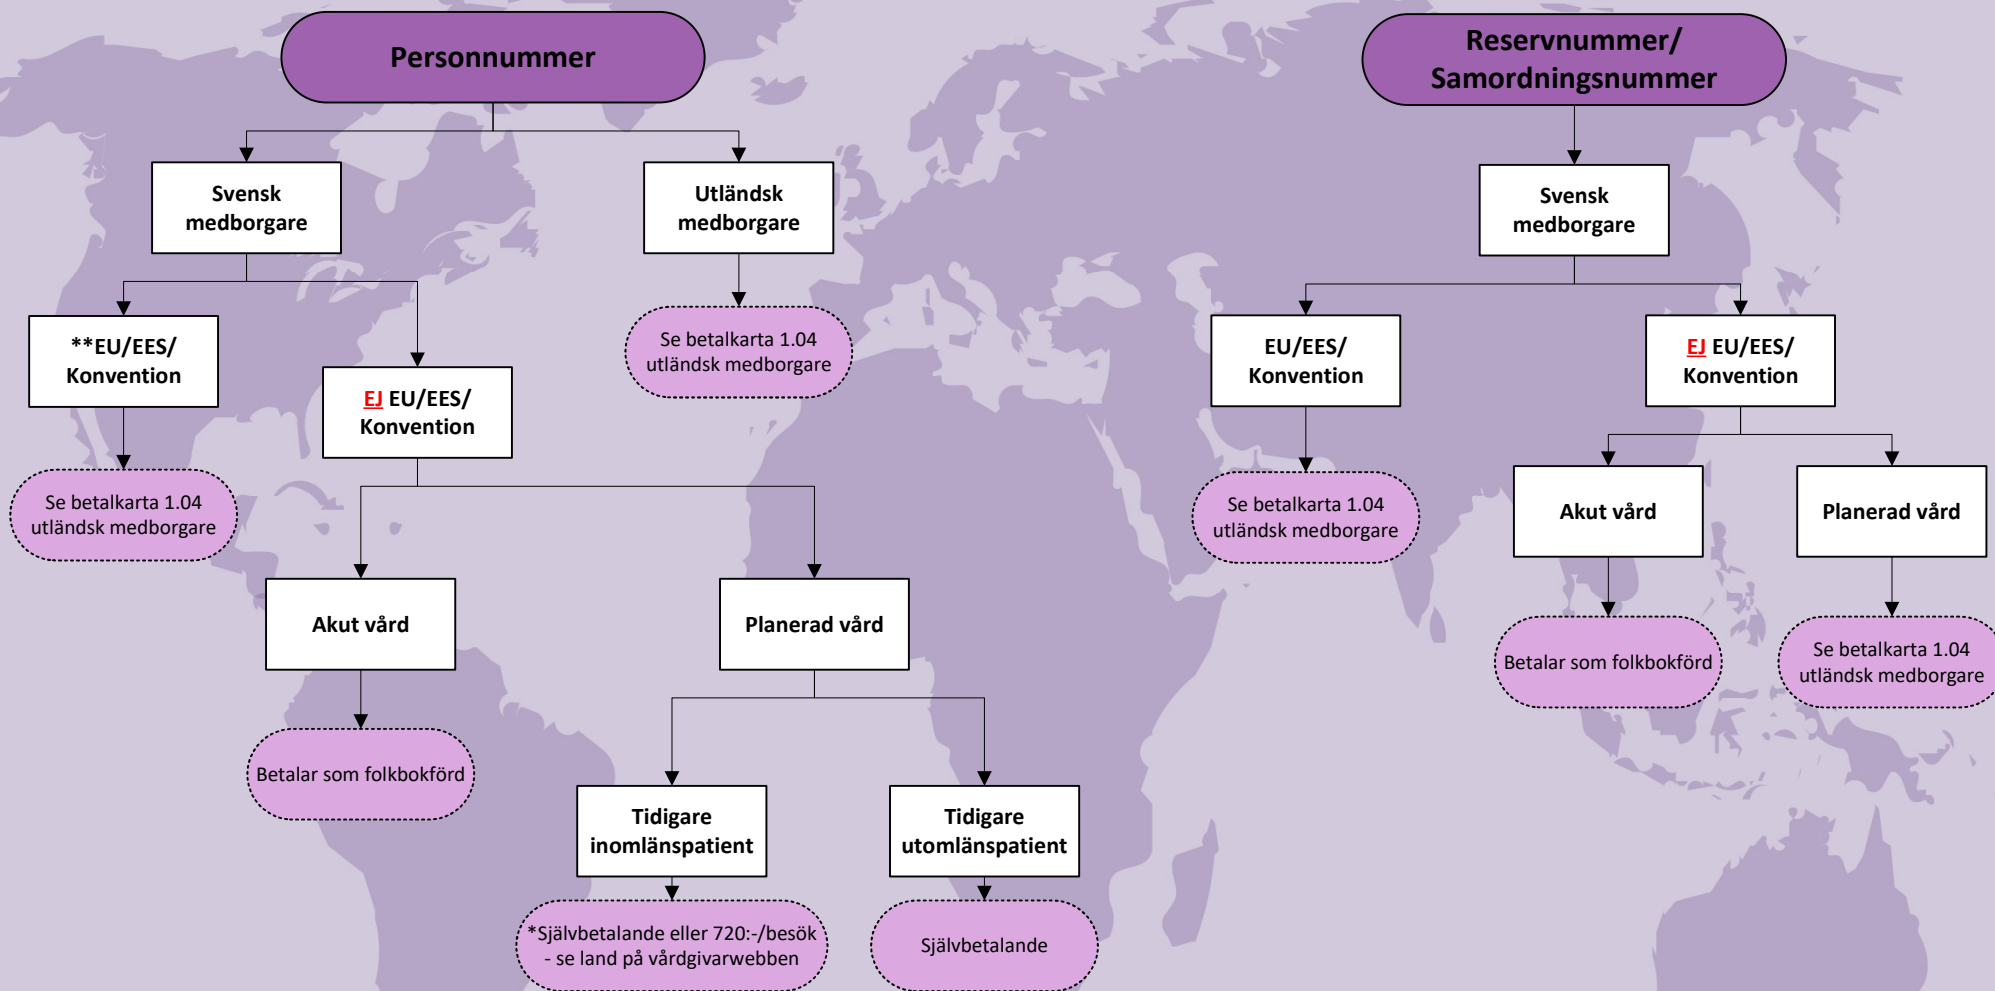 Personnummer
Reservnummer/
Samordningsnummer
Svensk
medborgare
Utländsk
medborgare
Svensk
medborgare
**EU/EES/
Konvention
EJ EU/EES/
Konvention
Se betalkarta 1.04
utländsk medborgare
EU/EES/
Konvention
EJ EU/EES/
Konvention
Se betalkarta 1.04
utländsk medborgare
Se betalkarta 1.04
utländsk medborgare
Akut vård
Planerad vård
Akut vård
Planerad vård
Betalar som folkbokförd
Se betalkarta 1.04
utländsk medborgare
Betalar som folkbokförd
Tidigare
inomlänspatient
Tidigare
utomlänspatient
*Självbetalande eller 720:-/besök
- se land på vårdgivarwebben
Självbetalande